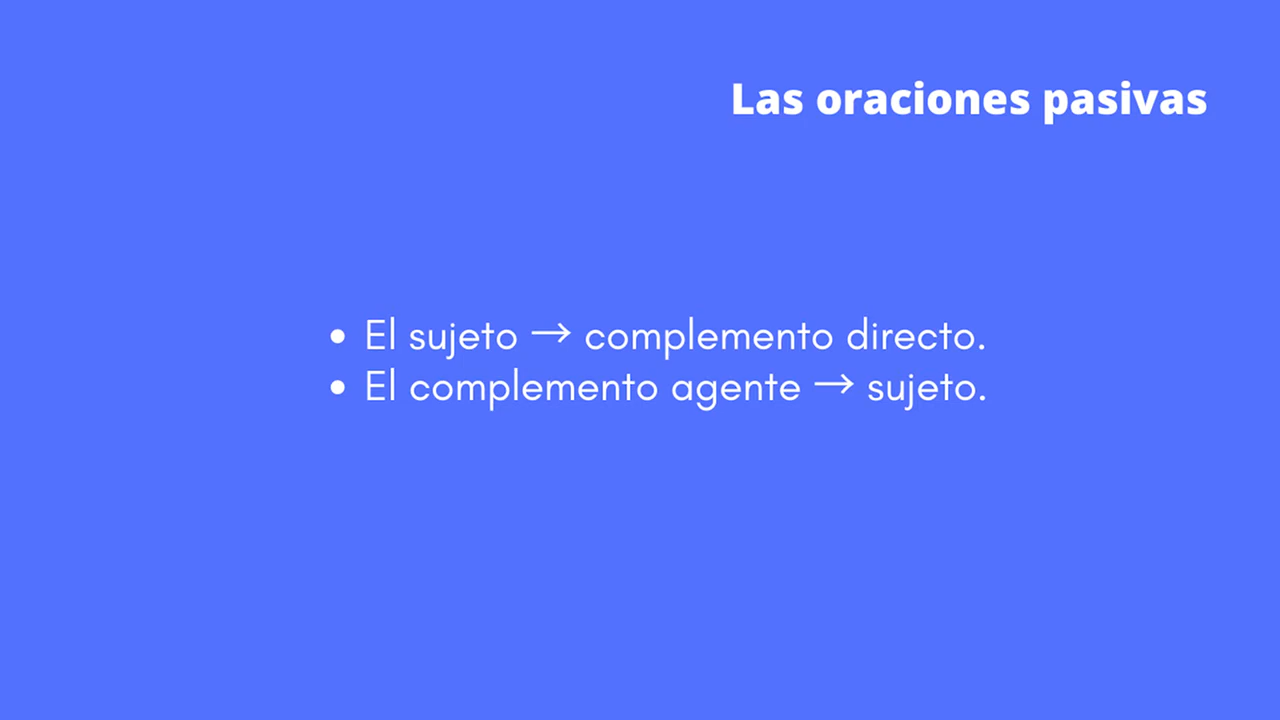 Las oraciones pasivas
• El sujeto → complemento directo.
• El complemento agente → sujeto.